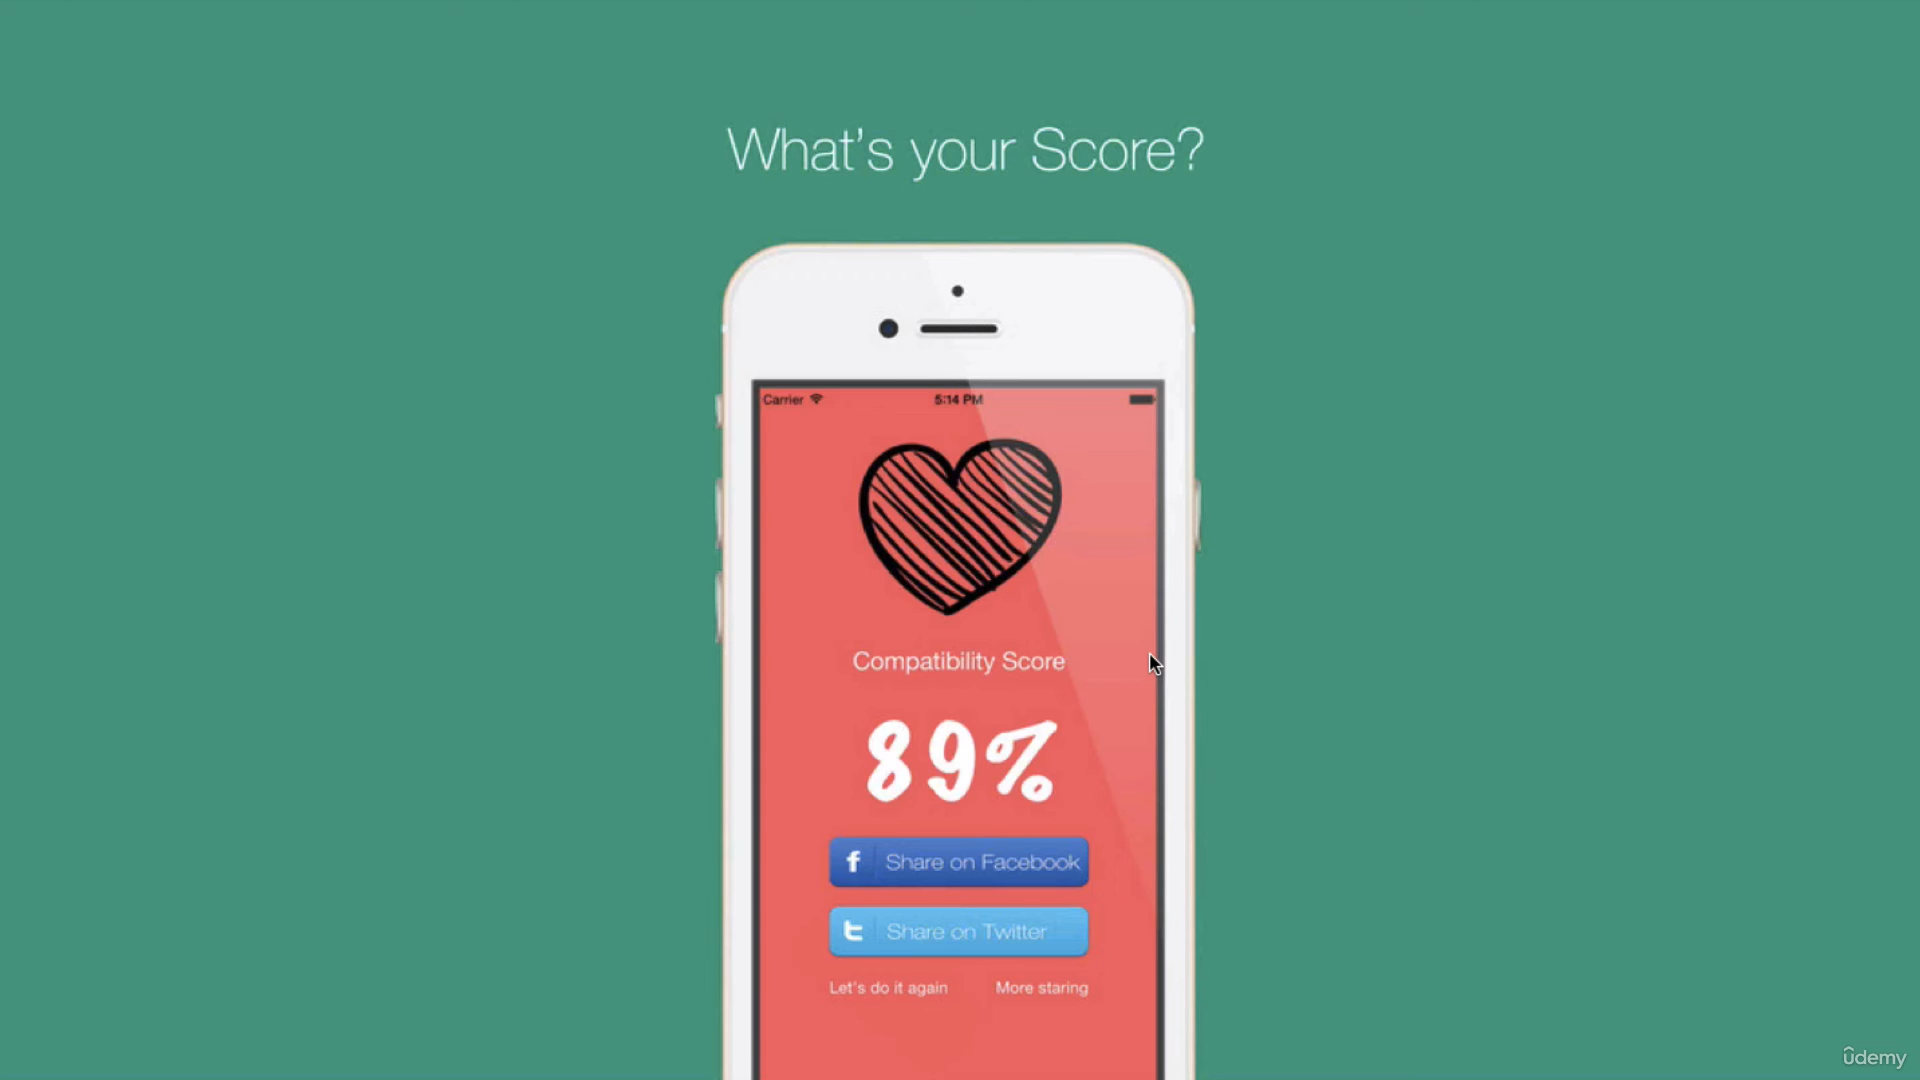 What's your Score?
Carrier 5:14 PM
Compatibility Score
89%
f Share on Facebook
t Share on Twitter
Let's do it again More staring
ûdemy